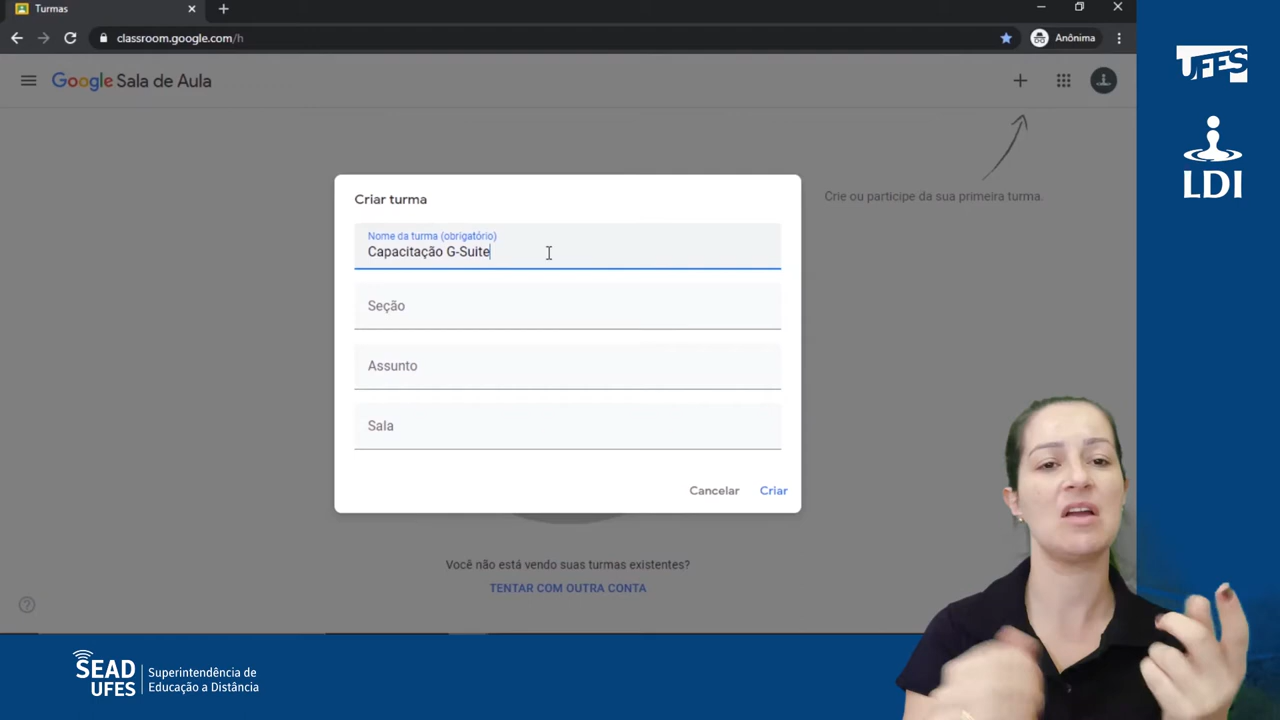 Turmas
classroom.google.com/h
Anônima
Google Sala de Aula
UFES
LDI
Crie ou participe da sua primeira turma.
Criar turma
Nome da turma (obrigatório)
Capacitação G-Suite
Seção
Assunto
Sala
Cancelar
Criar
Você não está vendo suas turmas existentes?
TENTAR COM OUTRA CONTA
SEAD
UFES
Superintendência de
Educação a Distância